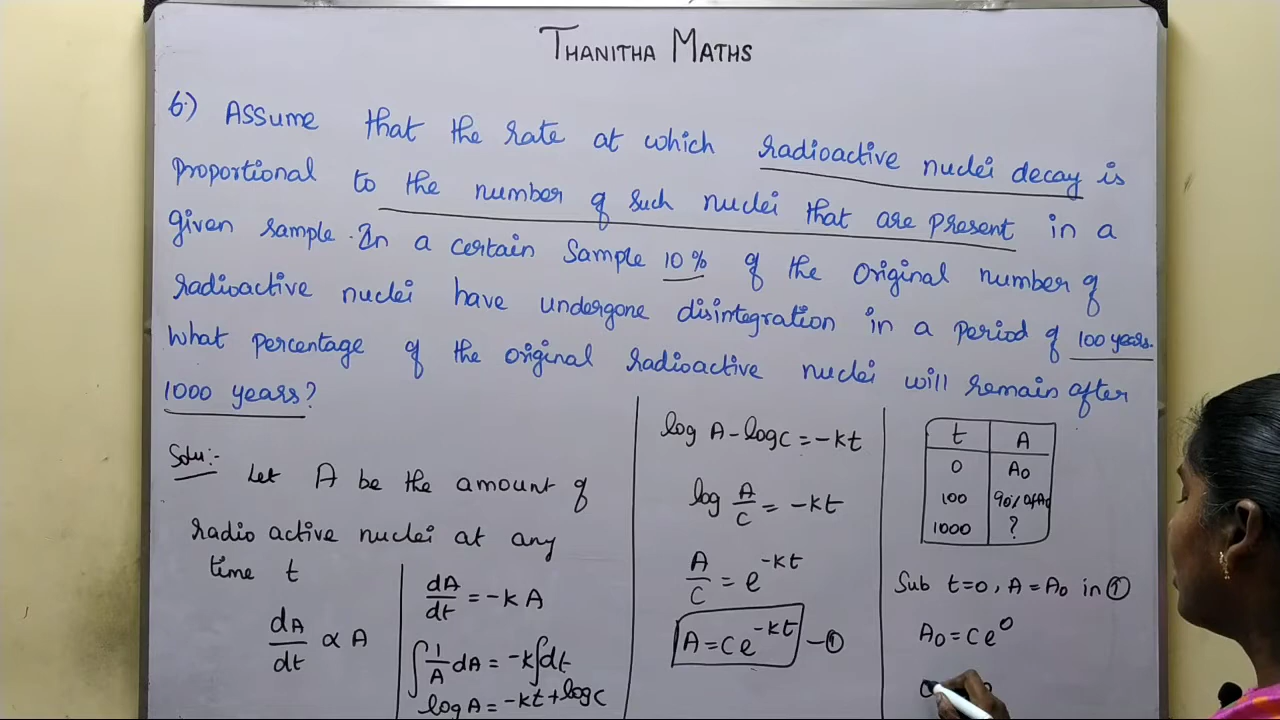 THANITHA MATHS
6.) Assume that the rate at which radioactive nuclei decay is
proportional to the number of such nuclei that are present in a
given sample. In a certain sample 10% of the original number of
radioactive nuclei have undergone disintegration in a period of 100 years.
What percentage of the original radioactive nuclei will remain after
1000 years?
Solu:-
Let A be the amount of
radio active nuclei at any
time t
dA/dt ∝ A
dA/dt = -k A
∫ 1/A dA = -k∫dt
log A = -kt + log C
log A - log C = -kt
log A/C = -kt
A/C = e^-kt
A = Ce^-kt - ①
t A
0 A₀
100 90% of A₀
1000 ?
Sub t=0, A=A₀ in ①
A₀ = Ce⁰